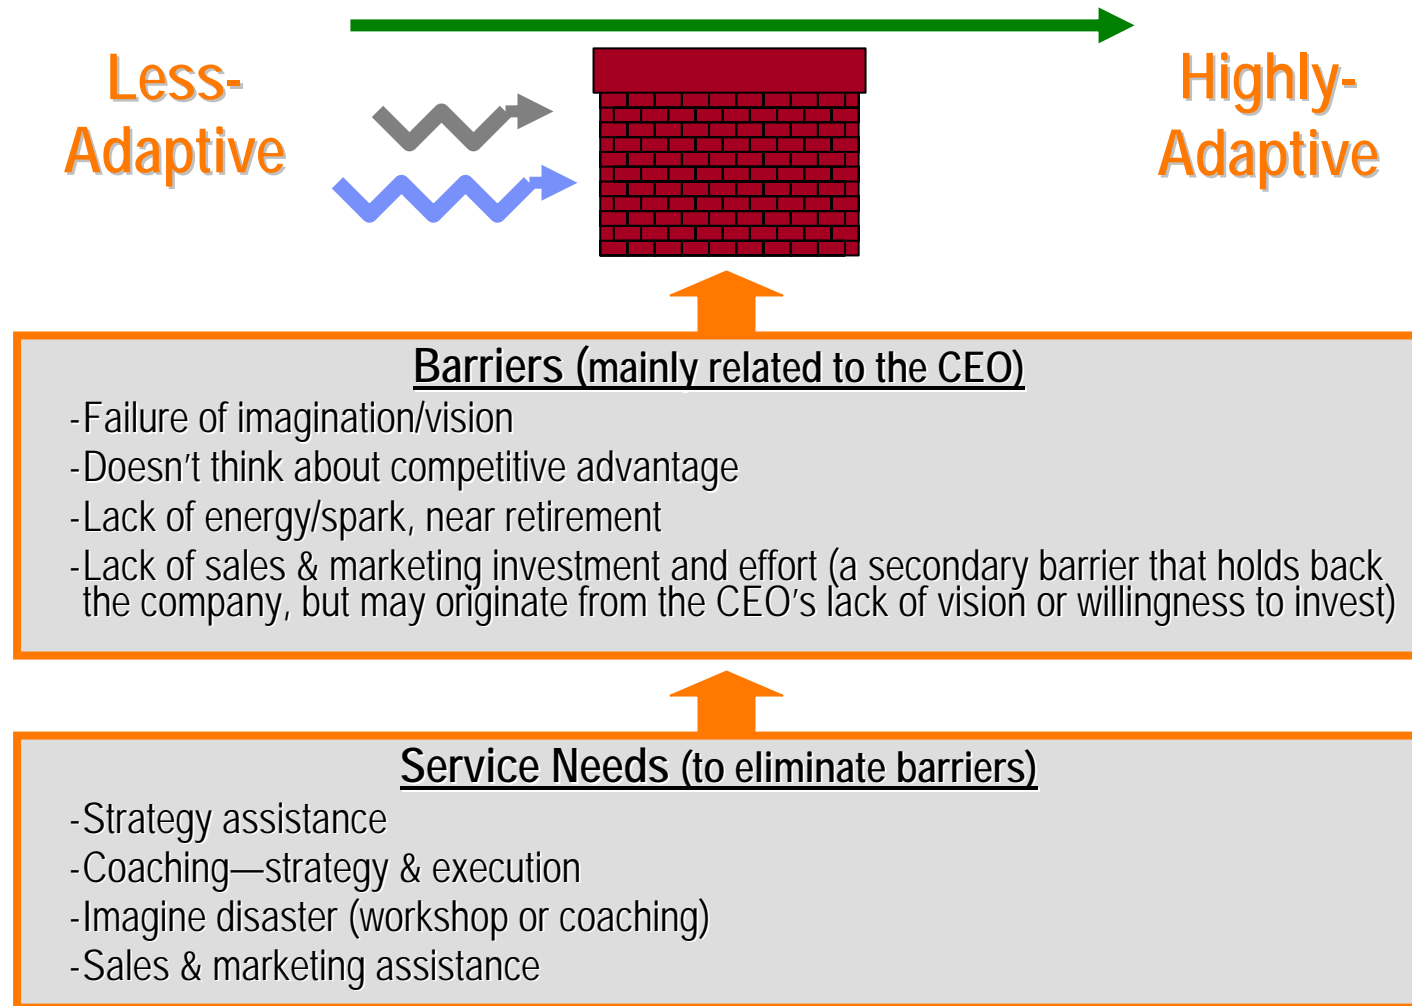 Less-
Adaptive
Highly-
Adaptive
Barriers (mainly related to the CEO)
-Failure of imagination/vision
-Doesn't think about competitive advantage
-Lack of energy/spark, near retirement
-Lack of sales & marketing investment and effort (a secondary barrier that holds back
the company, but may originate from the CEO's lack of vision or willingness to invest)
Service Needs (to eliminate barriers)
-Strategy assistance
-Coaching—strategy & execution
-Imagine disaster (workshop or coaching)
-Sales & marketing assistance